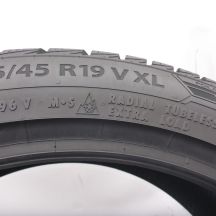 5/45 R19 V XL
96 V M+S RADIAL TUBELESS
EXTRA LOAD